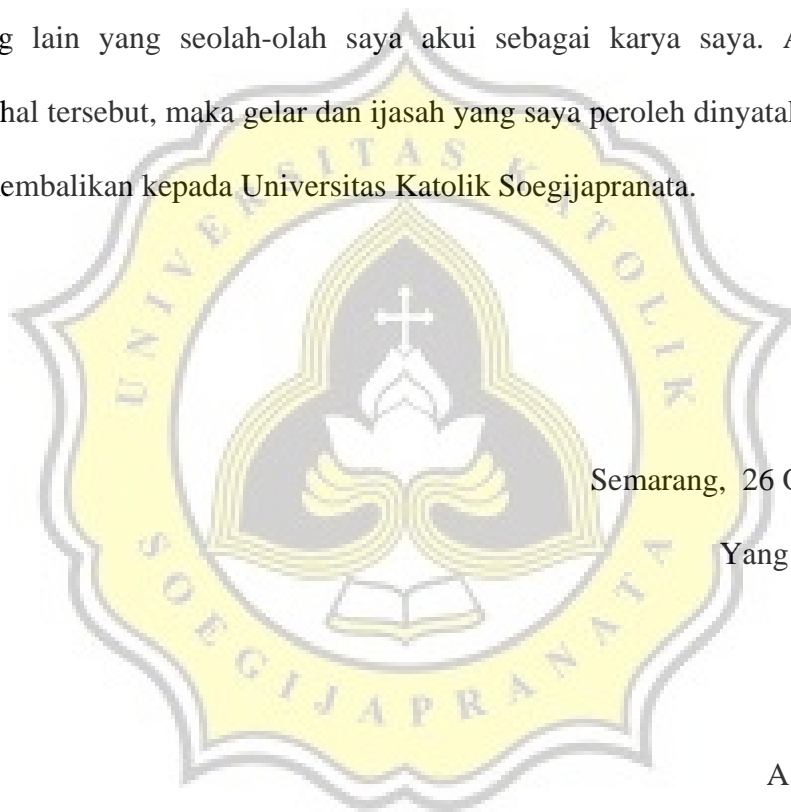 g lain yang seolah-olah saya akui sebagai karya saya. A
hal tersebut, maka gelar dan ijasah yang saya peroleh dinyata
embalikan kepada Universitas Katolik Soegijapranata.
UNIVERSITAS KATOLIK
SOEGIJAPRANATA
Semarang, 26
Yang
A